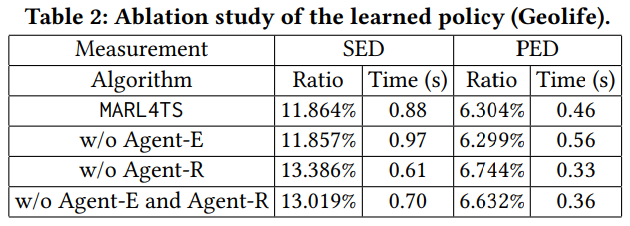 Table 2: Ablation study of the learned policy (Geolife).
Measurement SED PED
Algorithm Ratio Time (s) Ratio Time (s)
MARL4TS 11.864% 0.88 6.304% 0.46
w/o Agent-E 11.857% 0.97 6.299% 0.56
w/o Agent-R 13.386% 0.61 6.744% 0.33
w/o Agent-E and Agent-R 13.019% 0.70 6.632% 0.36